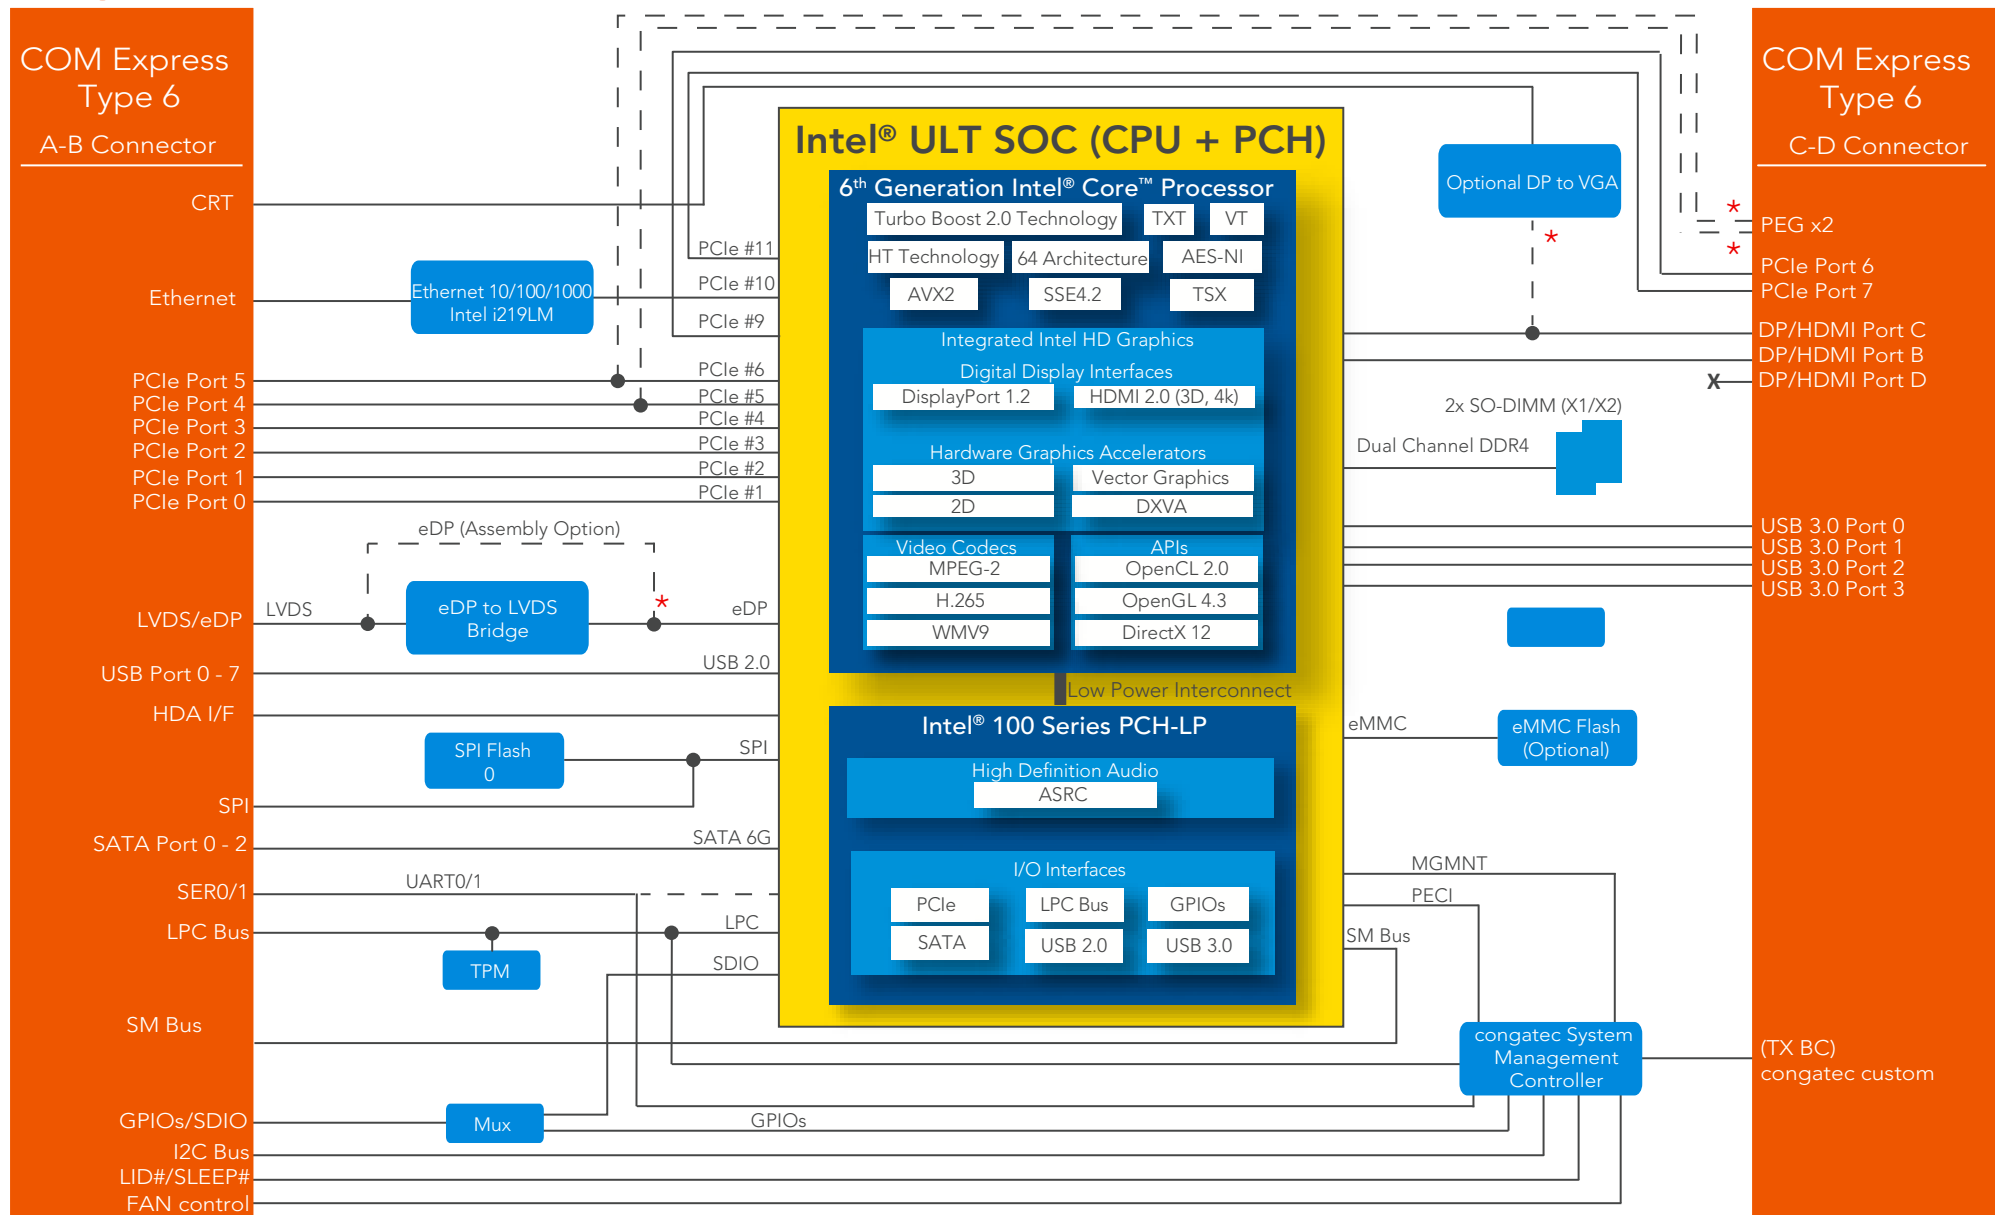 COM Express
Type 6
A-B Connector
CRT
Ethernet
PCIe Port 5
PCIe Port 4
PCIe Port 3
PCIe Port 2
PCIe Port 1
PCIe Port 0
LVDS/eDP
USB Port 0 - 7
HDA I/F
SPI
SATA Port 0 - 2
SER0/1
LPC Bus
SM Bus
GPIOs/SDIO
I2C Bus
LID#/SLEEP#
FAN control
Ethernet 10/100/1000
Intel i219LM
PCIe #11
PCIe #10
PCIe #9
PCIe #6
PCIe #5
PCIe #4
PCIe #3
PCIe #2
PCIe #1
eDP (Assembly Option)
LVDS
eDP to LVDS
Bridge
*
eDP
USB 2.0
SPI Flash
0
SPI
SATA 6G
UART0/1
LPC
TPM
SDIO
Mux
GPIOs
Intel® ULT SOC (CPU + PCH)
6th Generation Intel® Core™ Processor
Turbo Boost 2.0 Technology
TXT
VT
HT Technology
64 Architecture
AES-NI
AVX2
SSE4.2
TSX
Integrated Intel HD Graphics
Digital Display Interfaces
DisplayPort 1.2
HDMI 2.0 (3D, 4k)
Hardware Graphics Accelerators
3D
Vector Graphics
2D
DXVA
Video Codecs
MPEG-2
H.265
WMV9
APIs
OpenCL 2.0
OpenGL 4.3
DirectX 12
Low Power Interconnect
Intel® 100 Series PCH-LP
High Definition Audio
ASRC
I/O Interfaces
PCIe
LPC Bus
GPIOs
SATA
USB 2.0
USB 3.0
Optional DP to VGA
*
*
*
X
2x SO-DIMM (X1/X2)
Dual Channel DDR4
eMMC
eMMC Flash
(Optional)
MGMNT
PECI
SM Bus
congatec System
Management
Controller
COM Express
Type 6
C-D Connector
PEG x2
PCIe Port 6
PCIe Port 7
DP/HDMI Port C
DP/HDMI Port B
DP/HDMI Port D
USB 3.0 Port 0
USB 3.0 Port 1
USB 3.0 Port 2
USB 3.0 Port 3
(TX BC)
congatec custom